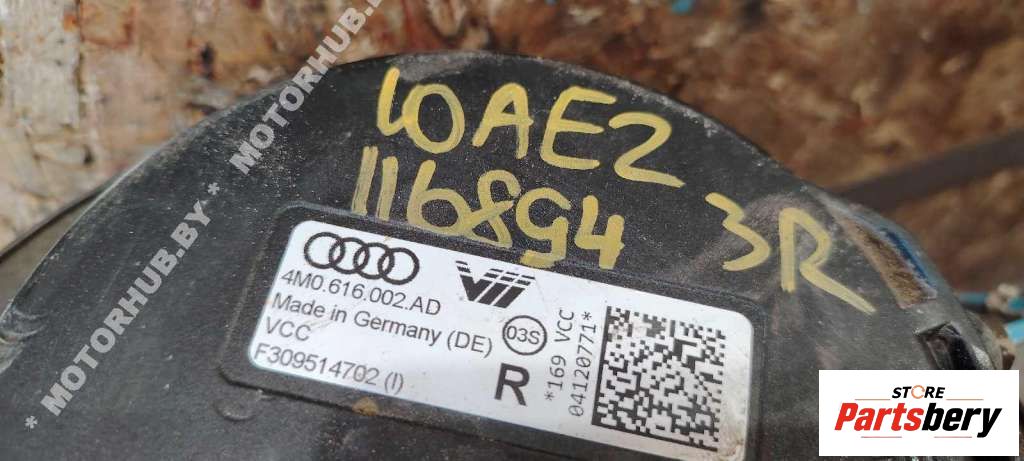 * MOTORHUB.BY * MOTORHUB.BY
10AE2
116894
3R
4M0.616.002.AD
Made in Germany (DE)
VCC
F309514702 (I)
03S
R
*169 VCC
04120771*
STORE
Partsbery